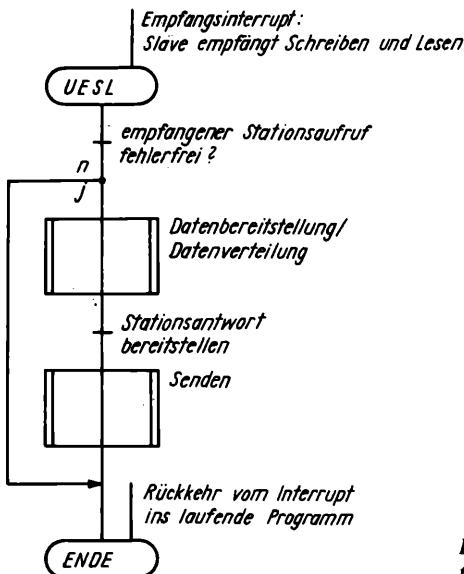 Empfangsinterrupt:
Slave empfängt Schreiben und Lesen
UESL
empfangener Stationsaufruf
fehlerfrei?
n
j
Datenbereitstellung/
Datenverteilung
Stationsantwort
bereitstellen
Senden
Rückkehr vom Interrupt
ins laufende Programm
ENDE